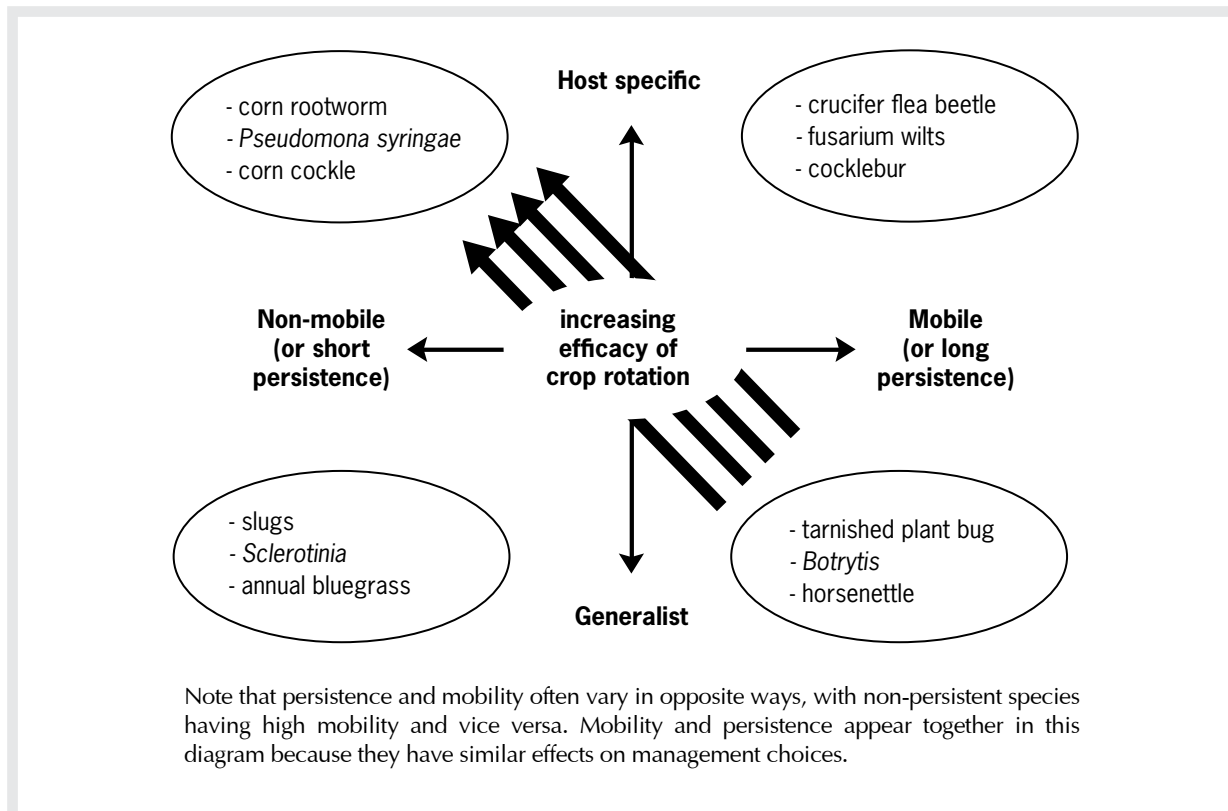 Host specific
- corn rootworm
- Pseudomona syringae
- corn cockle
- crucifer flea beetle
- fusarium wilts
- cocklebur
Non-mobile
(or short
persistence)
increasing
efficacy of
crop rotation
Mobile
(or long
persistence)
- slugs
- Sclerotinia
- annual bluegrass
- tarnished plant bug
- Botrytis
- horsenettle
Generalist
Note that persistence and mobility often vary in opposite ways, with non-persistent species
having high mobility and vice versa. Mobility and persistence appear together in this
diagram because they have similar effects on management choices.